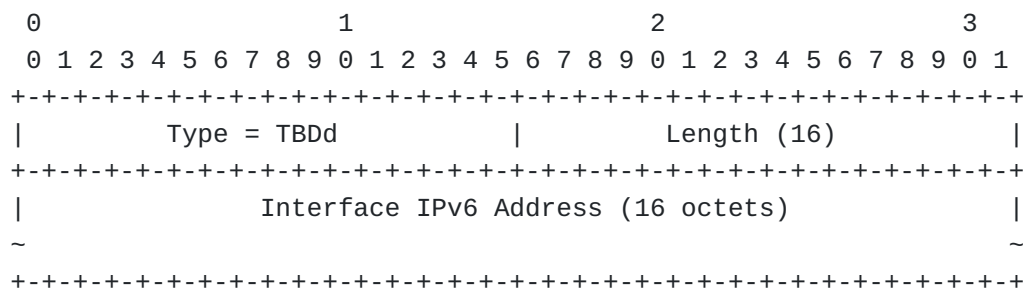 0                   1                   2                   3
 0 1 2 3 4 5 6 7 8 9 0 1 2 3 4 5 6 7 8 9 0 1 2 3 4 5 6 7 8 9 0 1
+-+-+-+-+-+-+-+-+-+-+-+-+-+-+-+-+-+-+-+-+-+-+-+-+-+-+-+-+-+-+-+-+
|         Type = TBDd           |         Length (16)           |
+-+-+-+-+-+-+-+-+-+-+-+-+-+-+-+-+-+-+-+-+-+-+-+-+-+-+-+-+-+-+-+-+
|               Interface IPv6 Address (16 octets)              |
~                                                               ~
+-+-+-+-+-+-+-+-+-+-+-+-+-+-+-+-+-+-+-+-+-+-+-+-+-+-+-+-+-+-+-+-+